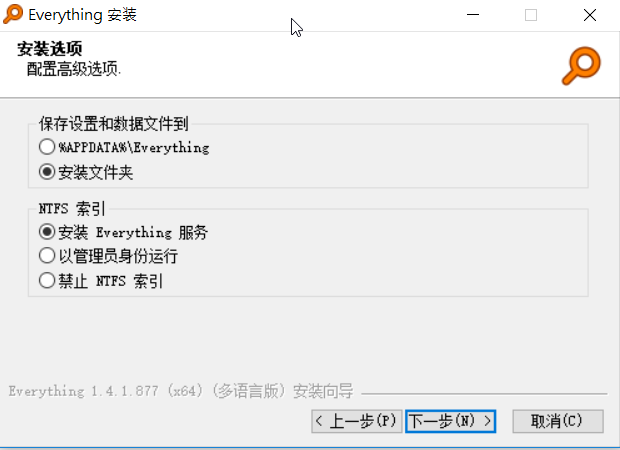 Everything 安装
安装选项
配置高级选项.
保存设置和数据文件到
%APPDATA%\Everything
安装文件夹
NTFS 索引
安装 Everything 服务
以管理员身份运行
禁止 NTFS 索引
Everything 1.4.1.877 (x64) (多语言版) 安装向导
< 上一步(P) 下一步(N) > 取消(C)